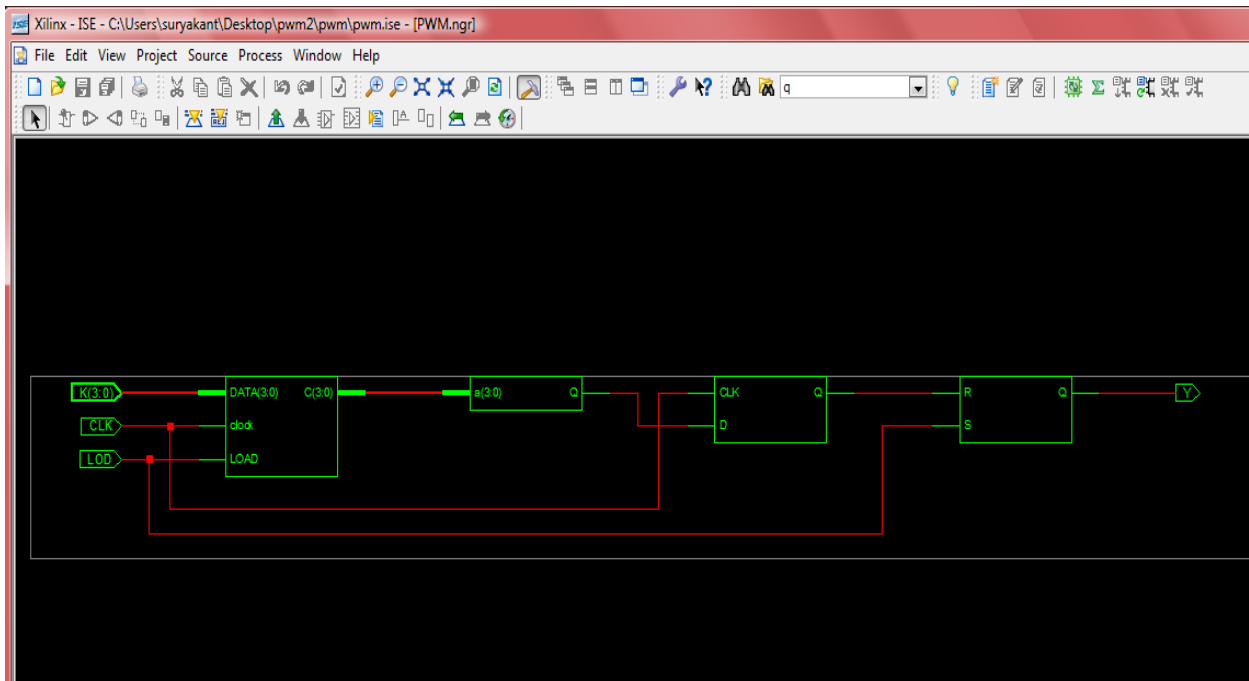 ISE Xilinx - ISE - C:\Users\suryakant\Desktop\pwm2\pwm\pwm.ise - [PWM.ngr]
File Edit View Project Source Process Window Help
q
K(3:0) DATA(3:0) C(3:0) a(3:0) Q CLK Q R Q Y
CLK clock D S
LOD LOAD